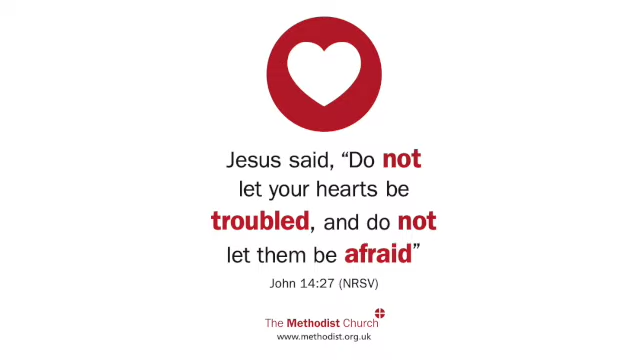 Jesus said, “Do not
let your hearts be
troubled, and do not
let them be afraid”
John 14:27 (NRSV)
The Methodist Church
www.methodist.org.uk